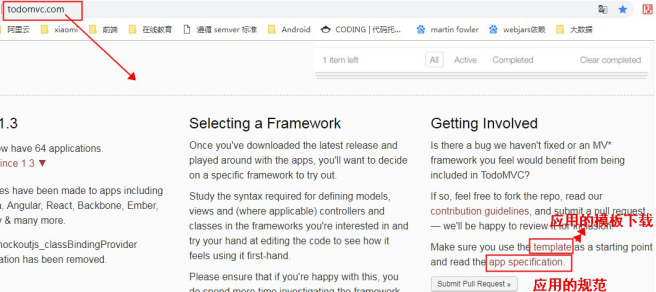 todomvc.com
阿里云 xiaomi 前端 在线教育 语义 semver 标准 Android CODING | 代码托... martin fowler webjars依赖 大数据
1 item left All Active Completed Clear completed
1.3
ow have 64 applications.
ince 1.3 ▼
es have been made to apps including
, Angular, React, Backbone, Ember,
y & many more.
nockoutjs_classBindingProvider
ation has been removed.
Selecting a Framework
Once you've downloaded the latest release and
played around with the apps, you'll want to decide
on a specific framework to try out.
Study the syntax required for defining models,
views and (where applicable) controllers and
classes in the frameworks you're interested in and
try your hand at editing the code to see how it
feels using it first-hand.
Please ensure that if you're happy with this, you
do spend more time investigating the framework
Getting Involved
Is there a bug we haven't fixed or an MV*
framework you feel would benefit from being
included in TodoMVC?
If so, feel free to fork the repo, read our
contribution guidelines, and submit a pull request
— we'll be happy to review it for inclusion.
应用的模板下载
Make sure you use the template as a starting point
and read the app specification.
Submit Pull Request »
应用的规范